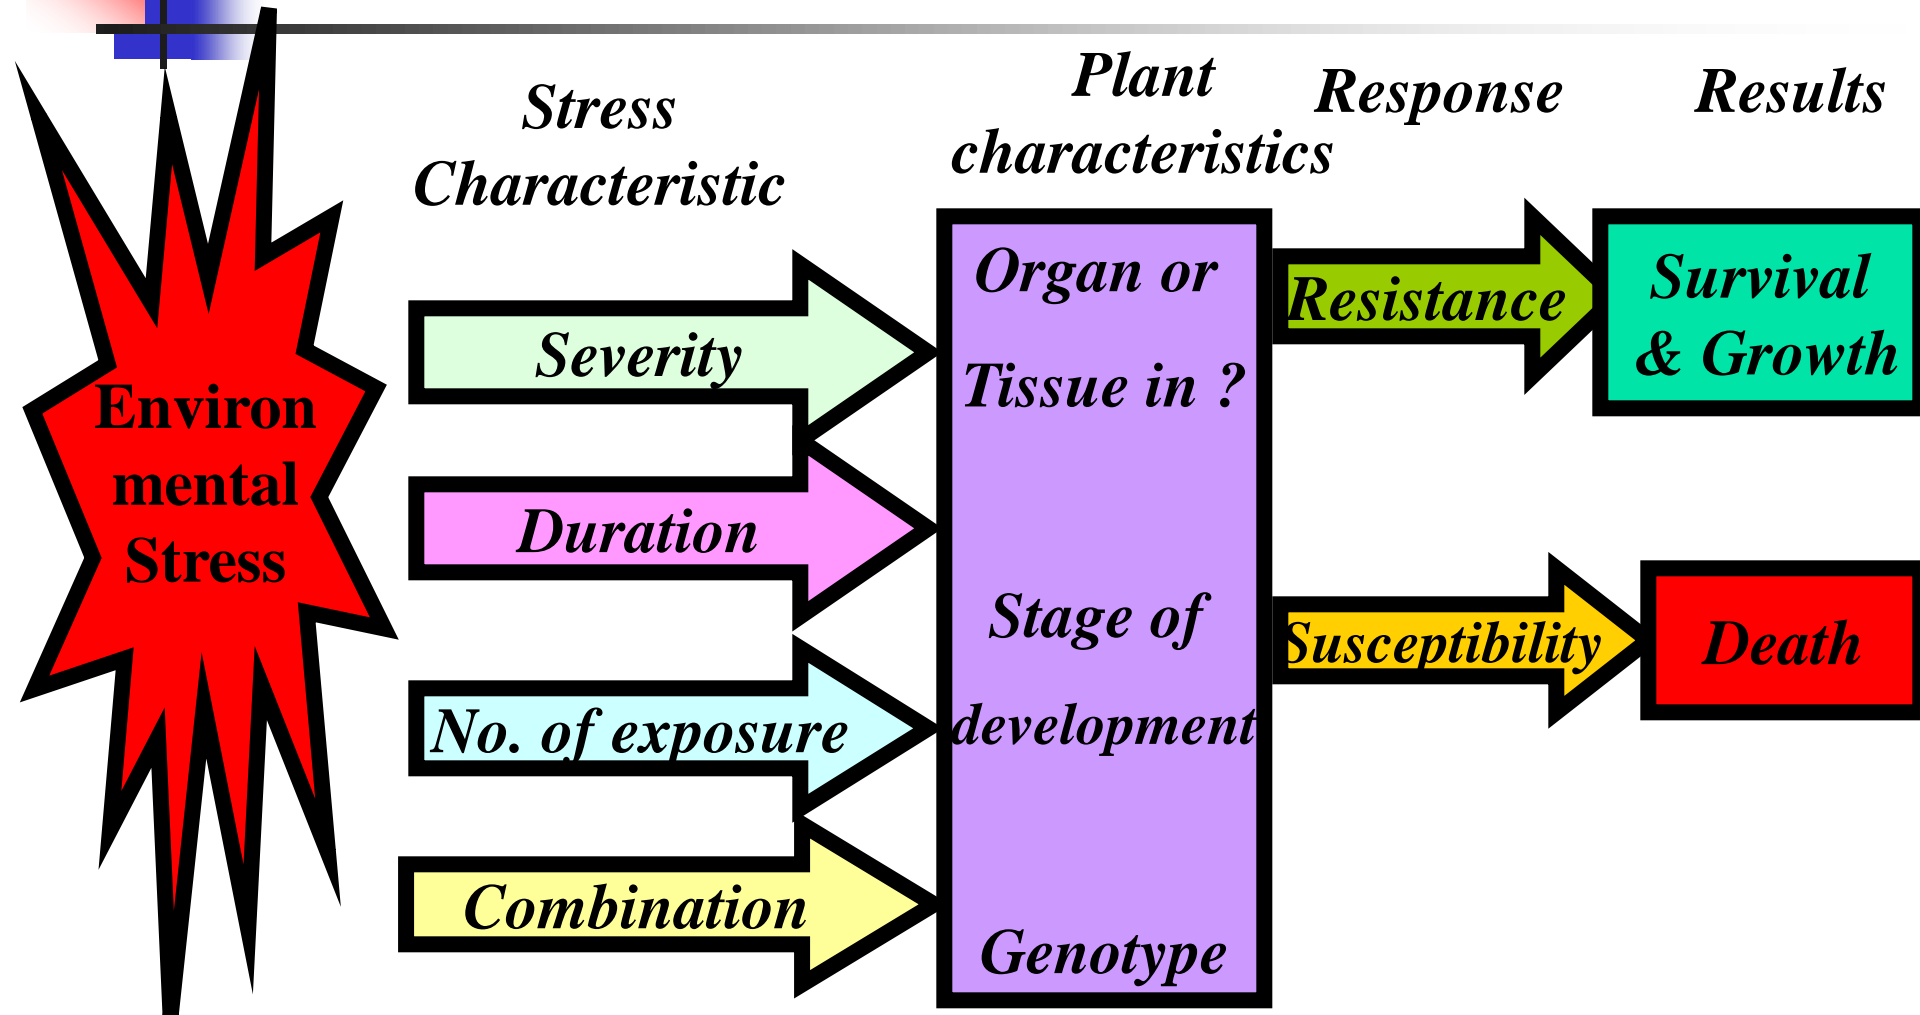 Stress
Characteristic
Plant
characteristics
Response
Results
Environ
mental
Stress
Severity
Duration
No. of exposure
Combination
Organ or
Tissue in ?
Stage of
development
Genotype
Resistance
Susceptibility
Survival
& Growth
Death